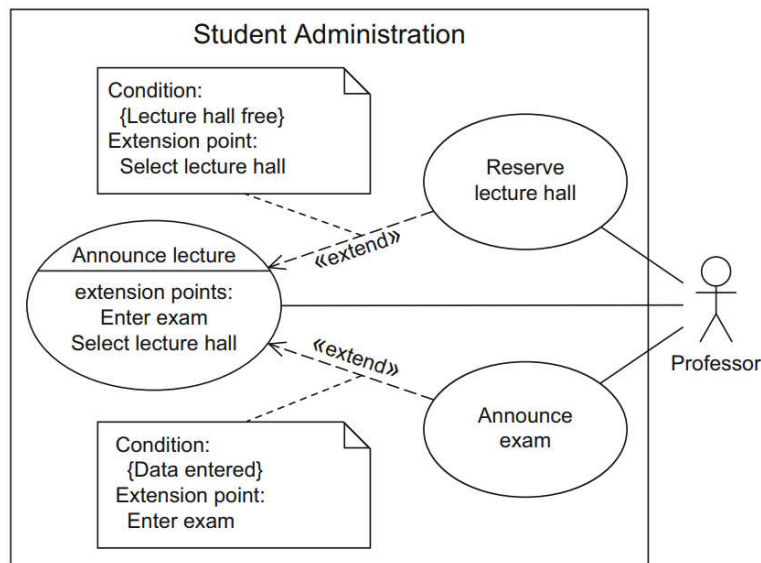 Student Administration
Condition:
{Lecture hall free}
Extension point:
Select lecture hall
Reserve
lecture hall
«extend»
Announce lecture
extension points:
Enter exam
Select lecture hall
«extend»
Professor
Announce
exam
Condition:
{Data entered}
Extension point:
Enter exam